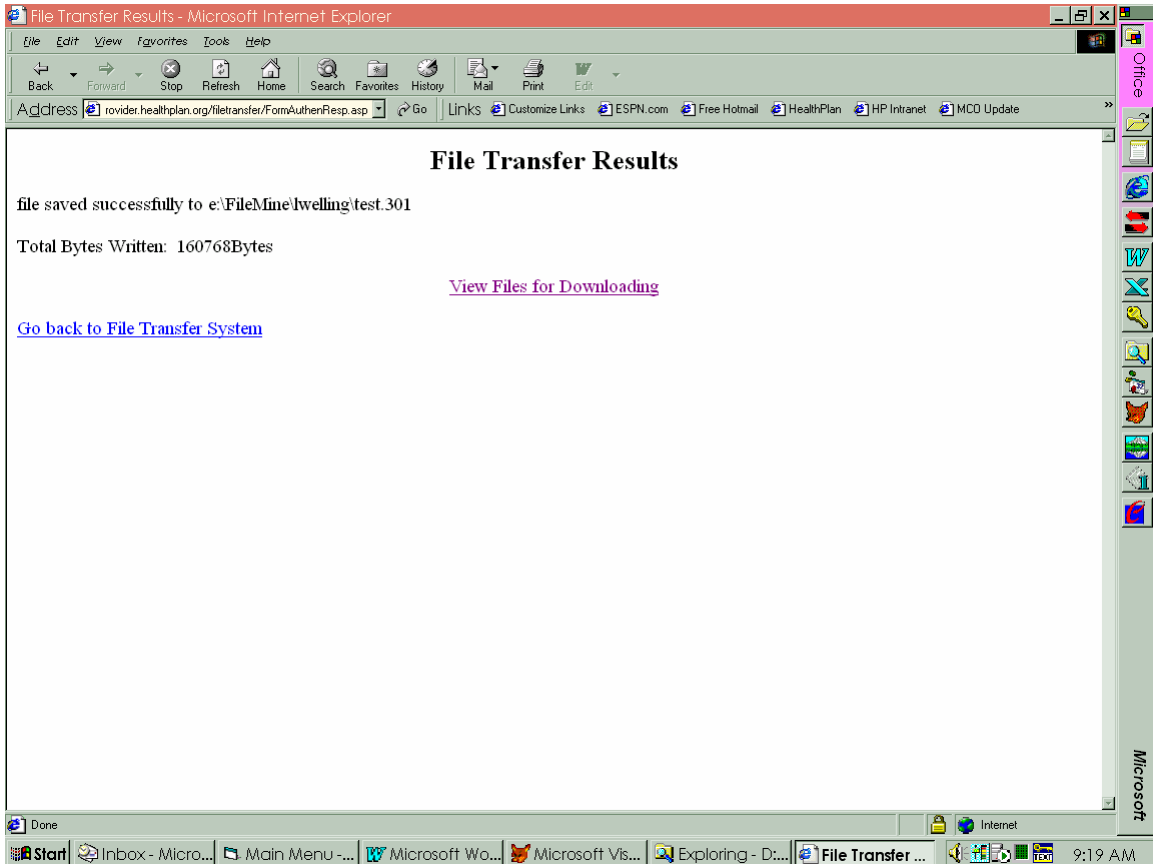 File Transfer Results - Microsoft Internet Explorer
File Edit View Favorites Tools Help
Back Forward Stop Refresh Home Search Favorites History Mail Print Edit
Address rovider.healthplan.org/filetransfer/FormAuthenResp.asp Go Links Customize Links ESPN.com Free Hotmail HealthPlan HP Intranet MCO Update »
File Transfer Results
file saved successfully to e:\FileMine\lwelling\test.301
Total Bytes Written: 160768Bytes
View Files for Downloading
Go back to File Transfer System
Done Internet
Start Inbox - Micro... Main Menu -... Microsoft Wo... Microsoft Vis... Exploring - D:... File Transfer ... 9:19 AM
Office
Microsoft